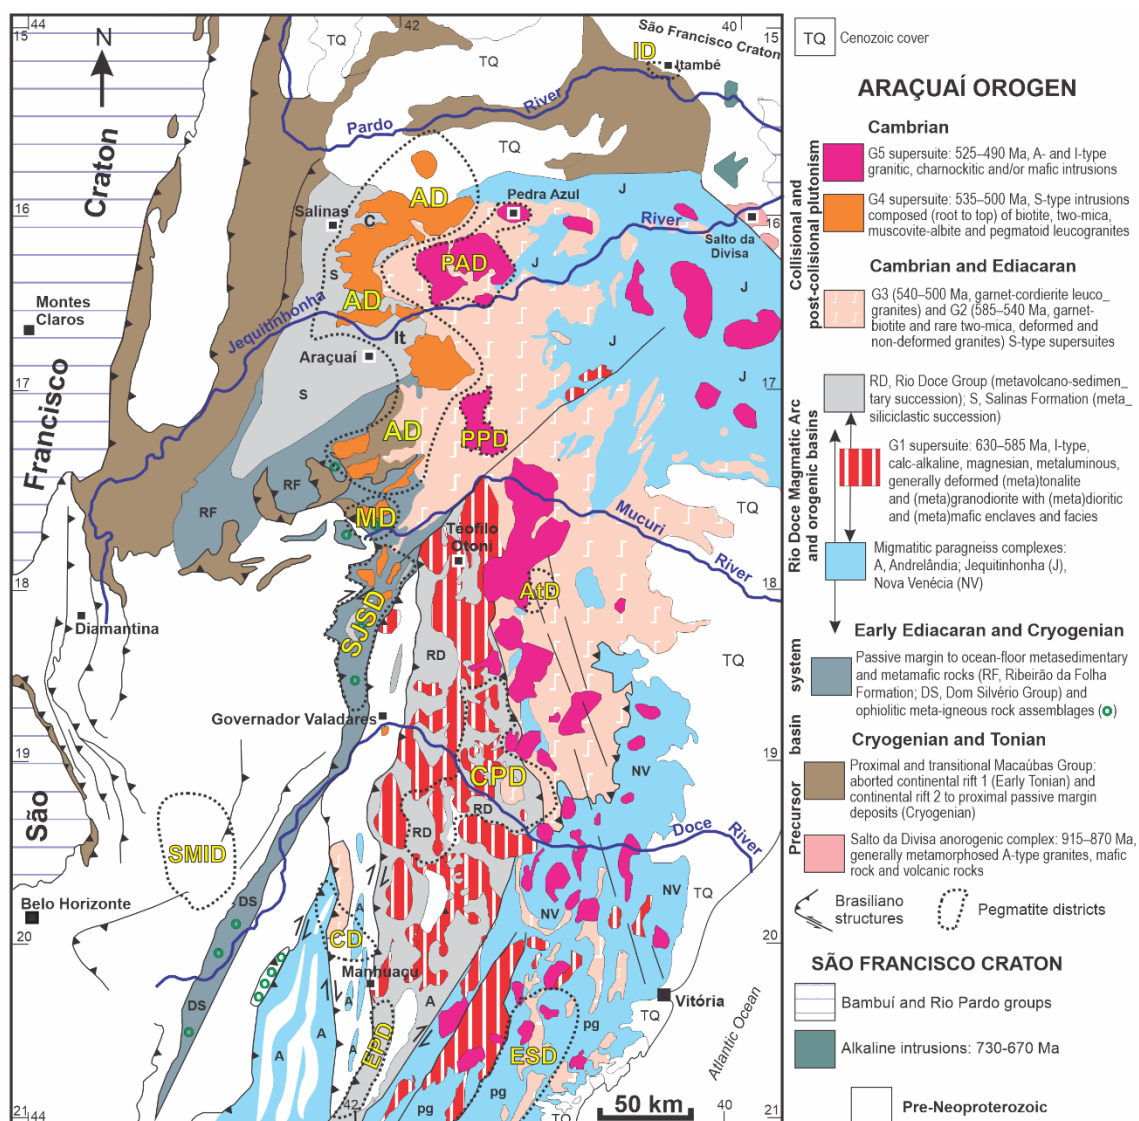 44
15
42
40
15
N
TQ
TQ
São Francisco Craton
ID
Itambé
River
Pardo
TQ
Craton
AD
Pedra Azul
J
16
Salinas
C
River
16
Salto da
Divisa
PAD
J
S
J
AD
Montes
Claros
Jequitinhonha
It
J
Araçuaí
J
17
17
S
Francisco
AD
PPD
RF
RF
MD
Mucuri
TQ
Teófilo
Otoni
River
18
18
AtD
Diamantina
SJSD
RD
TQ
Governador Valadares
19
19
CPD
NV
RD
RD
Doce
River
São
SMID
NV
TQ
Belo Horizonte
DS
A
NV
A
20
CD
20
Manhuaçu
Vitória
DS
A
A
TQ
pg
A
A
EPD
ESD
Atlantic Ocean
pg
pg
50 km
TQ
21
44
42
40
21
TQ
Cenozoic cover
ARAÇUAÍ OROGEN
Collisional and
post-colisional plutonism
Cambrian
G5 supersuite: 525–490 Ma, A- and I-type
granitic, charnockitic and/or mafic intrusions
G4 supersuite: 535–500 Ma, S-type intrusions
composed (root to top) of biotite, two-mica,
muscovite-albite and pegmatoid leucogranites
Cambrian and Ediacaran
G3 (540–500 Ma, garnet-cordierite leuco_
granites) and G2 (585–540 Ma, garnet-
biotite and rare two-mica, deformed and
non-deformed granites) S-type supersuites
Rio Doce Magmatic Arc
and orogenic basins
RD, Rio Doce Group (metavolcano-sedimen_
tary succession); S, Salinas Formation (meta_
siliciclastic succession)
G1 supersuite: 630–585 Ma, I-type,
calc-alkaline, magnesian, metaluminous,
generally deformed (meta)tonalite
and (meta)granodiorite with (meta)dioritic
and (meta)mafic enclaves and facies
Migmatitic paragneiss complexes:
A, Andrelândia; Jequitinhonha (J),
Nova Venécia (NV)
Precursor basin system
Early Ediacaran and Cryogenian
Passive margin to ocean-floor metasedimentary
and metamafic rocks (RF, Ribeirão da Folha
Formation; DS, Dom Silvério Group) and
ophiolitic meta-igneous rock assemblages ( )
Cryogenian and Tonian
Proximal and transitional Macaúbas Group:
aborted continental rift 1 (Early Tonian) and
continental rift 2 to proximal passive margin
deposits (Cryogenian)
Salto da Divisa anorogenic complex: 915–870 Ma,
generally metamorphosed A-type granites, mafic
rock and volcanic rocks
Brasiliano
structures
Pegmatite districts
SÃO FRANCISCO CRATON
Bambuí and Rio Pardo groups
Alkaline intrusions: 730-670 Ma
Pre-Neoproterozoic